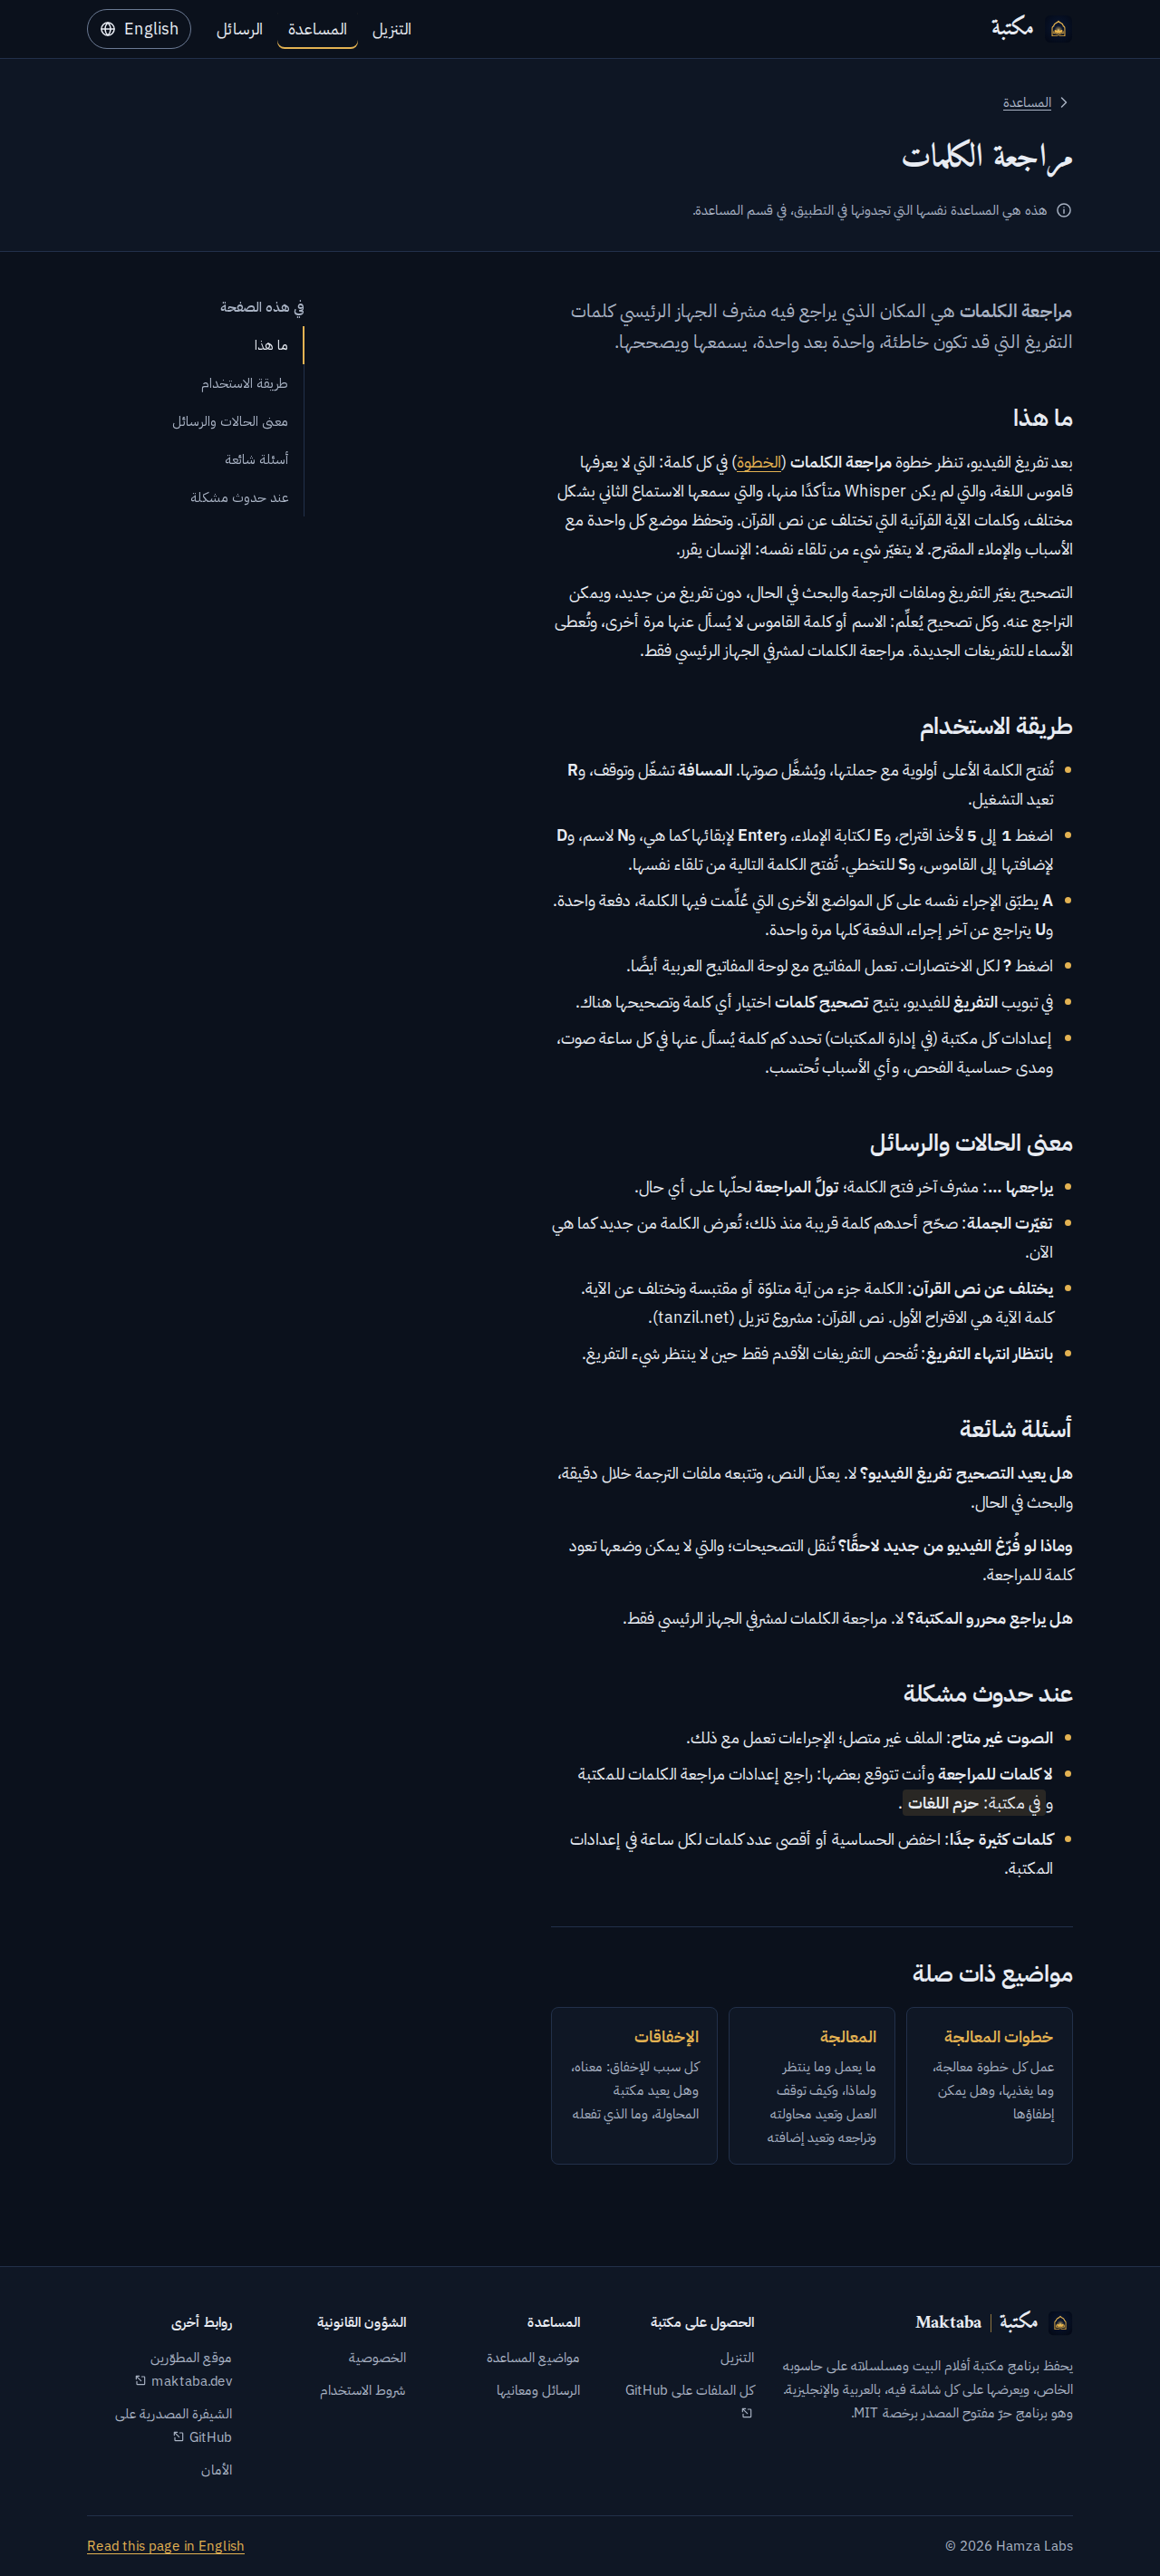 مكتبة
التنزيل
المساعدة
الرسائل
English
المساعدة
مراجعة الكلمات
هذه هي المساعدة نفسها التي تجدونها في التطبيق، في قسم المساعدة.
مراجعة الكلمات هي المكان الذي يراجع فيه مشرف الجهاز الرئيسي كلمات
التفريغ التي قد تكون خاطئة، واحدة بعد واحدة، يسمعها ويصححها.
في هذه الصفحة
ما هذا
طريقة الاستخدام
معنى الحالات والرسائل
أسئلة شائعة
عند حدوث مشكلة
ما هذا
بعد تفريغ الفيديو، تنظر خطوة مراجعة الكلمات (الخطوة) في كل كلمة: التي لا يعرفها
قاموس اللغة، والتي لم يكن Whisper متأكدًا منها، والتي سمعها الاستماع الثاني بشكل
مختلف، وكلمات الآية القرآنية التي تختلف عن نص القرآن. وتحفظ موضع كل واحدة مع
الأسباب والإملاء المقترح. لا يتغيّر شيء من تلقاء نفسه: الإنسان يقرر.
التصحيح يغيّر التفريغ وملفات الترجمة والبحث في الحال، دون تفريغ من جديد، ويمكن
التراجع عنه. وكل تصحيح يُعلِّم: الاسم أو كلمة القاموس لا يُسأل عنها مرة أخرى، وتُعطى
الأسماء للتفريغات الجديدة. مراجعة الكلمات لمشرفي الجهاز الرئيسي فقط.
طريقة الاستخدام
تُفتح الكلمة الأعلى أولوية مع جملتها، ويُشغَّل صوتها. المسافة تشغّل وتوقف، وR
تعيد التشغيل.
اضغط 1 إلى 5 لأخذ اقتراح، وE لكتابة الإملاء، وEnter لإبقائها كما هي، وN لاسم، وD
لإضافتها إلى القاموس، وS للتخطي. تُفتح الكلمة التالية من تلقاء نفسها.
A يطبّق الإجراء نفسه على كل المواضع الأخرى التي عُلِّمت فيها الكلمة، دفعة واحدة.
وU يتراجع عن آخر إجراء، الدفعة كلها مرة واحدة.
اضغط ? لكل الاختصارات. تعمل المفاتيح مع لوحة المفاتيح العربية أيضًا.
في تبويب التفريغ للفيديو، يتيح تصحيح كلمات اختيار أي كلمة وتصحيحها هناك.
إعدادات كل مكتبة (في إدارة المكتبات) تحدد كم كلمة يُسأل عنها في كل ساعة صوت،
ومدى حساسية الفحص، وأي الأسباب تُحتسب.
معنى الحالات والرسائل
يراجعها ...: مشرف آخر فتح الكلمة؛ تولَّ المراجعة لحلّها على أي حال.
تغيّرت الجملة: صحّح أحدهم كلمة قريبة منذ ذلك؛ تُعرض الكلمة من جديد كما هي
الآن.
يختلف عن نص القرآن: الكلمة جزء من آية متلوّة أو مقتبسة وتختلف عن الآية.
كلمة الآية هي الاقتراح الأول. نص القرآن: مشروع تنزيل (tanzil.net).
بانتظار انتهاء التفريغ: تُفحص التفريغات الأقدم فقط حين لا ينتظر شيء التفريغ.
أسئلة شائعة
هل يعيد التصحيح تفريغ الفيديو؟ لا. يعدّل النص، وتتبعه ملفات الترجمة خلال دقيقة،
والبحث في الحال.
وماذا لو فُرّغ الفيديو من جديد لاحقًا؟ تُنقل التصحيحات؛ والتي لا يمكن وضعها تعود
كلمة للمراجعة.
هل يراجع محررو المكتبة؟ لا. مراجعة الكلمات لمشرفي الجهاز الرئيسي فقط.
عند حدوث مشكلة
الصوت غير متاح: الملف غير متصل؛ الإجراءات تعمل مع ذلك.
لا كلمات للمراجعة وأنت تتوقع بعضها: راجع إعدادات مراجعة الكلمات للمكتبة
و في مكتبة: حزم اللغات .
كلمات كثيرة جدًا: اخفض الحساسية أو أقصى عدد كلمات لكل ساعة في إعدادات
المكتبة.
مواضيع ذات صلة
خطوات المعالجة
عمل كل خطوة معالجة،
وما يغذيها، وهل يمكن
إطفاؤها
المعالجة
ما يعمل وما ينتظر
ولماذا، وكيف توقف
العمل وتعيد محاولته
وتراجعه وتعيد إضافته
الإخفاقات
كل سبب للإخفاق: معناه،
وهل يعيد مكتبة
المحاولة، وما الذي تفعله
مكتبة | Maktaba
يحفظ برنامج مكتبة أفلام البيت ومسلسلاته على حاسوبه
الخاص، ويعرضها على كل شاشة فيه، بالعربية والإنجليزية.
وهو برنامج حرّ مفتوح المصدر برخصة MIT.
الحصول على مكتبة
التنزيل
كل الملفات على GitHub
المساعدة
مواضيع المساعدة
الرسائل ومعانيها
الشؤون القانونية
الخصوصية
شروط الاستخدام
روابط أخرى
موقع المطوّرين
maktaba.dev
الشيفرة المصدرية على
GitHub
الأمان
© 2026 Hamza Labs
Read this page in English